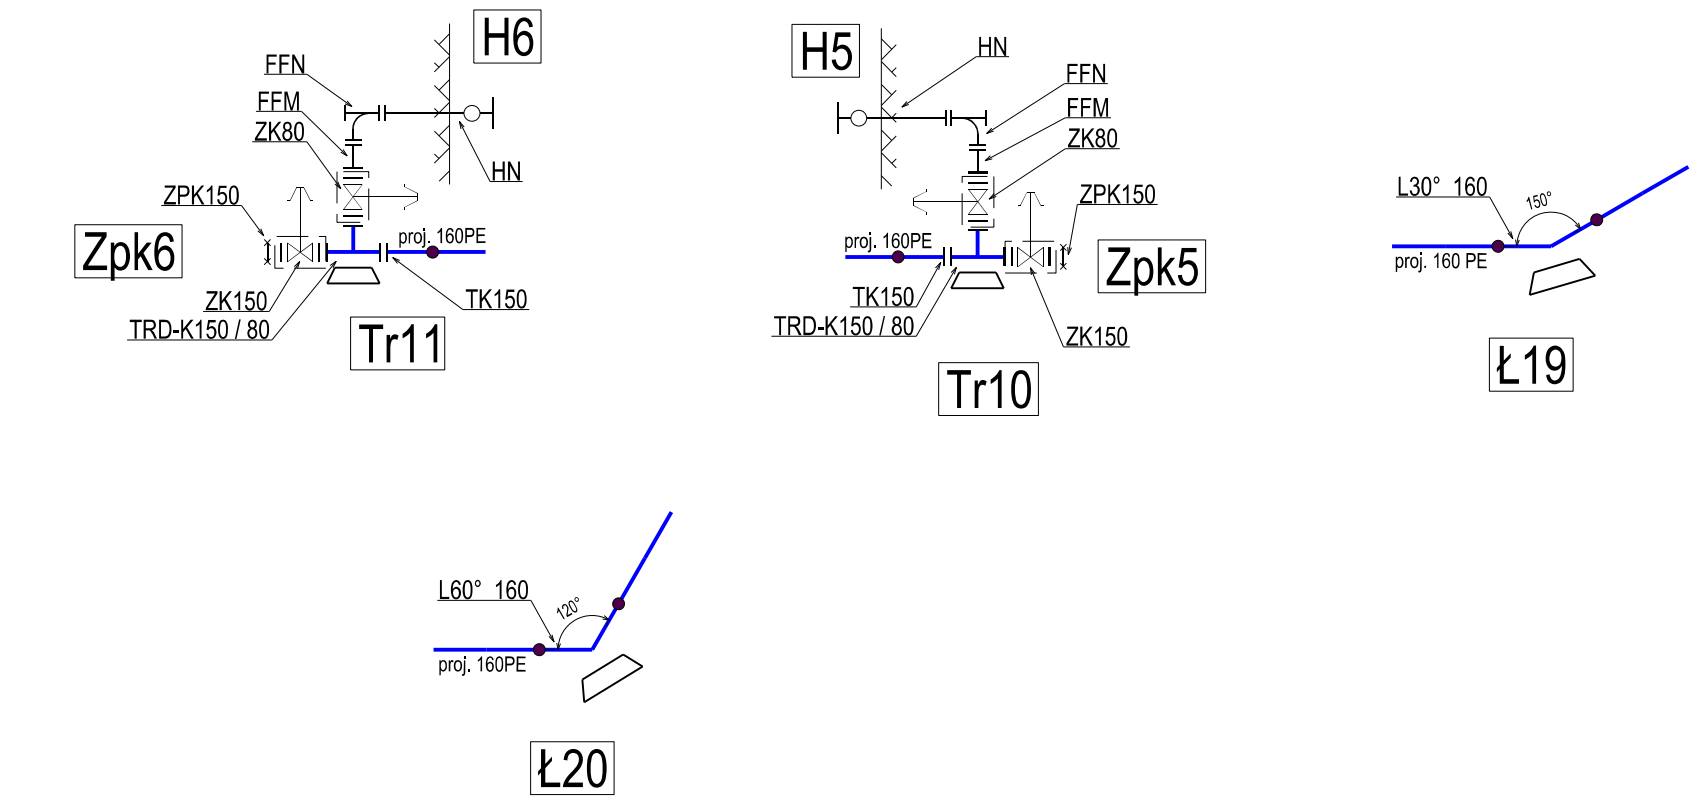 H6
FFN
FFM
ZK80
HN
ZPK150
Zpk6
proj. 160PE
ZK150
TRD-K150 / 80
TK150
Tr11
H5
HN
FFN
FFM
ZK80
ZPK150
proj. 160PE
Zpk5
TK150
TRD-K150 / 80
ZK150
Tr10
L30° 160
150°
proj. 160 PE
Ł19
L60° 160
120°
proj. 160PE
Ł20